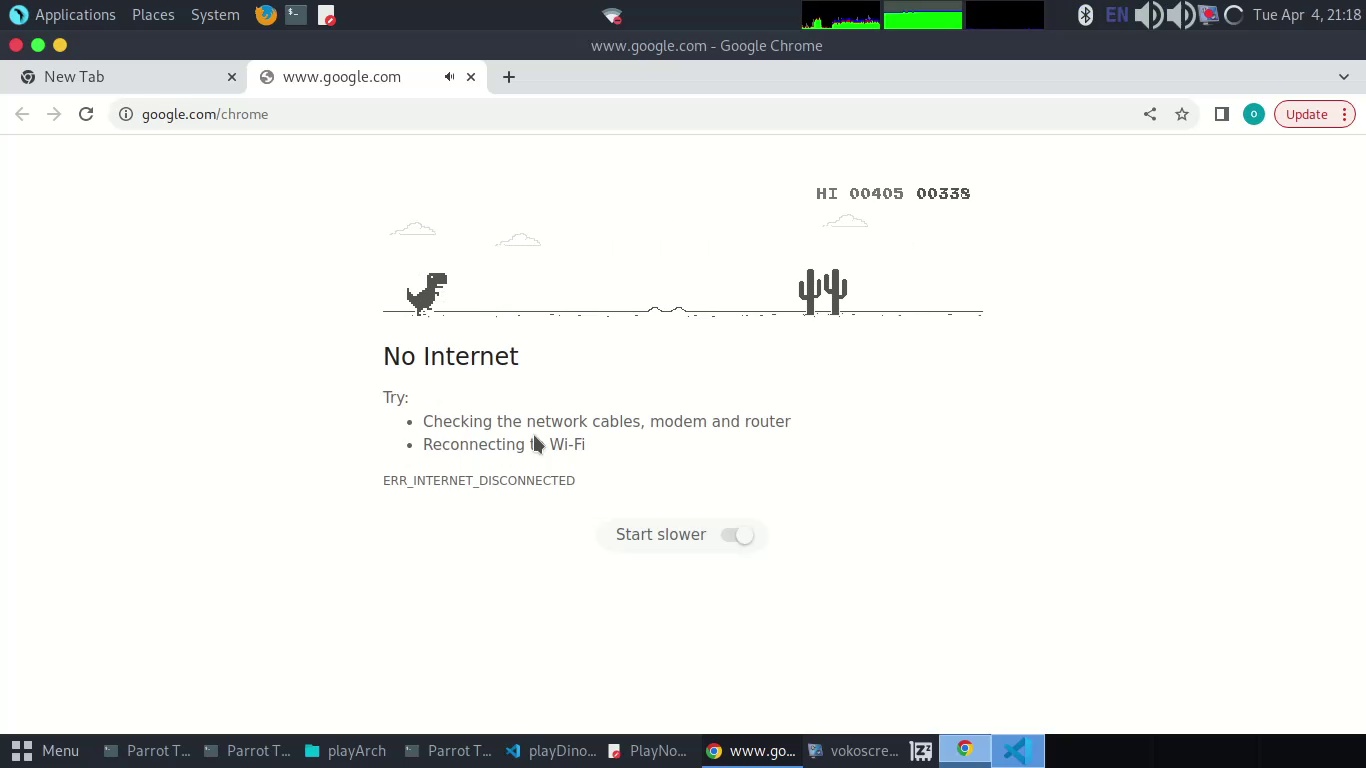 Applications Places System EN Tue Apr 4, 21:18
www.google.com - Google Chrome
New Tab www.google.com
google.com/chrome o Update
HI 00405 00338
No Internet
Try:
• Checking the network cables, modem and router
• Reconnecting Wi-Fi
ERR_INTERNET_DISCONNECTED
Start slower
Menu Parrot T... Parrot T... playArch Parrot T... playDino... PlayNo... www.go... vokoscre...